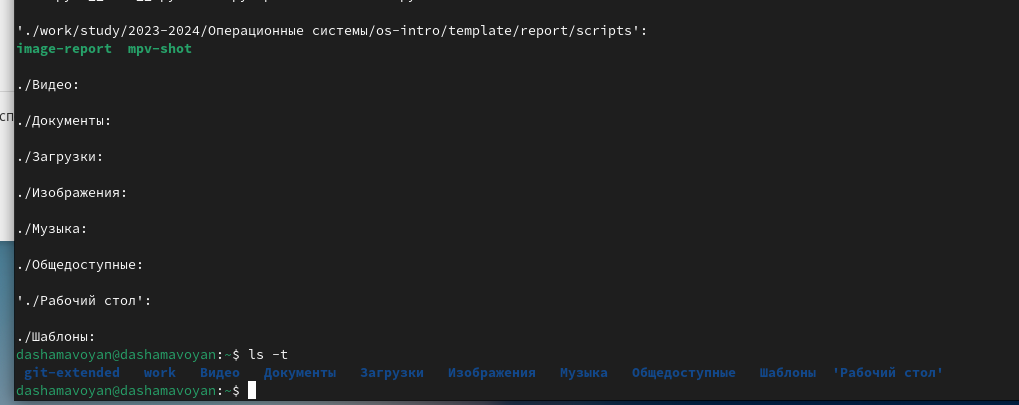 './work/study/2023-2024/Операционные системы/os-intro/template/report/scripts':
image-report  mpv-shot
./Видео:
сп
./Документы:
./Загрузки:
./Изображения:
./Музыка:
./Общедоступные:
'./Рабочий стол':
./Шаблоны:
dashamavoyan@dashamavoyan:~$ ls -t
git-extended  work  Видео  Документы  Загрузки  Изображения  Музыка  Общедоступные  Шаблоны  'Рабочий стол'
dashamavoyan@dashamavoyan:~$